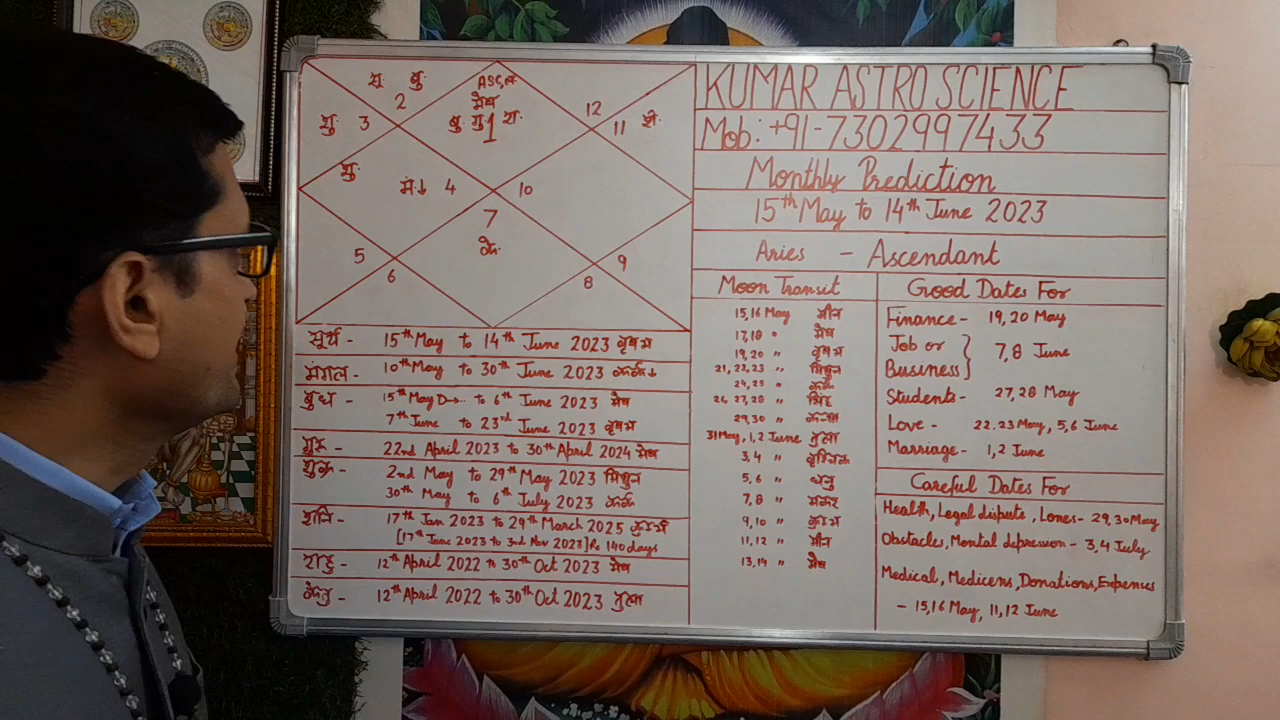 सू. बु.
2
ASC, ल.
मेष
बु. गु. 1 रा.
12
11 श.
शु. 3
शु.
मं↓ 4
10
7
के.
5
6
8
9
सूर्य - 15th May to 14th June 2023 वृषभ
मंगल - 10th May to 30th June 2023 कर्क↓
बुध - 15th May D→.. to 6th June 2023 मेष
7th June to 23rd June 2023 वृषभ
गुरु - 22nd April 2023 to 30th April 2024 मेष
शुक्र - 2nd May to 29th May 2023 मिथुन
30th May to 6th July 2023 कर्क
शनि - 17th Jan 2023 to 29th March 2025 कुंभ
[17th June 2023 to 3rd Nov 2023] R 140 days
राहु - 12th April 2022 to 30th Oct 2023 मेष
केतु - 12th April 2022 to 30th Oct 2023 तुला
KUMAR ASTRO SCIENCE
Mob: +91-7302997433
Monthly Prediction
15th May to 14th June 2023
Aries - Ascendant
Moon Transit
15,16 May मीन
17,18 " मेष
19,20 " वृषभ
21,22,23 " मिथुन
24,25 " कर्क
26,27,28 " सिंह
29,30 " कन्या
31 May, 1,2 June तुला
3,4 " वृश्चिक
5,6 " धनु
7,8 " मकर
9,10 " कुंभ
11,12 " मीन
13,14 " मेष
Good Dates For
Finance - 19, 20 May
Job or
Business } 7,8 June
Students - 27,28 May
Love - 22,23 May, 5,6 June
Marriage - 1,2 June
Careful Dates For
Health, Legal disputs, Lones - 29,30 May
Obstacles, Mental depression - 3,4 July
Medical, Medicens, Donations, Expenses
- 15,16 May, 11,12 June